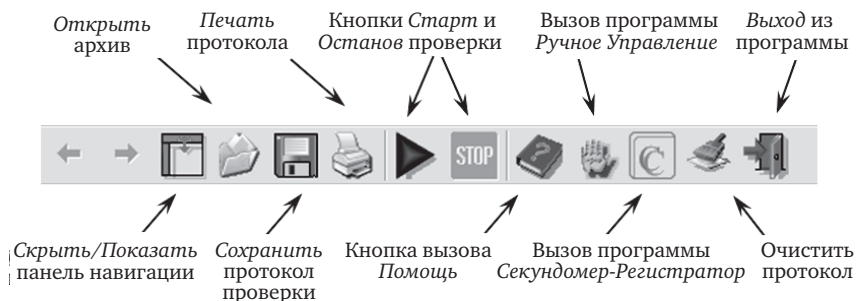 Открыть
архив
Печать
протокола
Кнопки Старт и
Останов проверки
Вызов программы
Ручное Управление
Выход из
программы
STOP
?
C
Скрыть/Показать
панель навигации
Сохранить
протокол
проверки
Кнопка вызова
Помощь
Вызов программы
Секундомер-Регистратор
Очистить
протокол